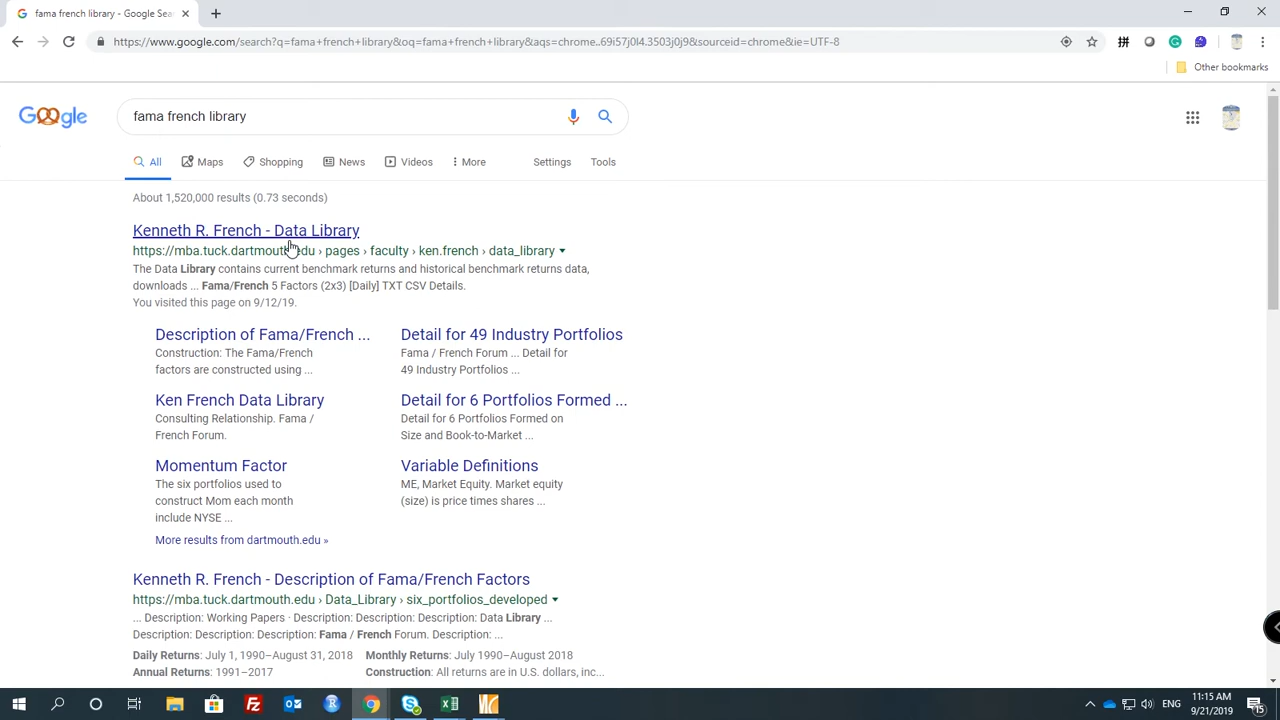 fama french library - Google Sea
https://www.google.com/search?q=fama+french+library&oq=fama+french+library&aqs=chrome..69i57j0l4.3503j0j9&sourceid=chrome&ie=UTF-8
Other bookmarks
Google
fama french library
All Maps Shopping News Videos More Settings Tools
About 1,520,000 results (0.73 seconds)
Kenneth R. French - Data Library
https://mba.tuck.dartmouth.edu › pages › faculty › ken.french › data_library
The Data Library contains current benchmark returns and historical benchmark returns data,
downloads ... Fama/French 5 Factors (2x3) [Daily] TXT CSV Details.
You visited this page on 9/12/19.
Description of Fama/French ...
Construction: The Fama/French
factors are constructed using ...
Detail for 49 Industry Portfolios
Fama / French Forum ... Detail for
49 Industry Portfolios ...
Ken French Data Library
Consulting Relationship. Fama /
French Forum.
Detail for 6 Portfolios Formed ...
Detail for 6 Portfolios Formed on
Size and Book-to-Market ...
Momentum Factor
The six portfolios used to
construct Mom each month
include NYSE ...
Variable Definitions
ME, Market Equity. Market equity
(size) is price times shares ...
More results from dartmouth.edu »
Kenneth R. French - Description of Fama/French Factors
https://mba.tuck.dartmouth.edu › Data_Library › six_portfolios_developed
... Description: Working Papers · Description: Description: Description: Data Library ...
Description: Description: Description: Fama / French Forum. Description: ...
Daily Returns: July 1, 1990–August 31, 2018 Monthly Returns: July 1990–August 2018
Annual Returns: 1991–2017 Construction: All returns are in U.S. dollars, inc...
ENG
11:15 AM
9/21/2019
15